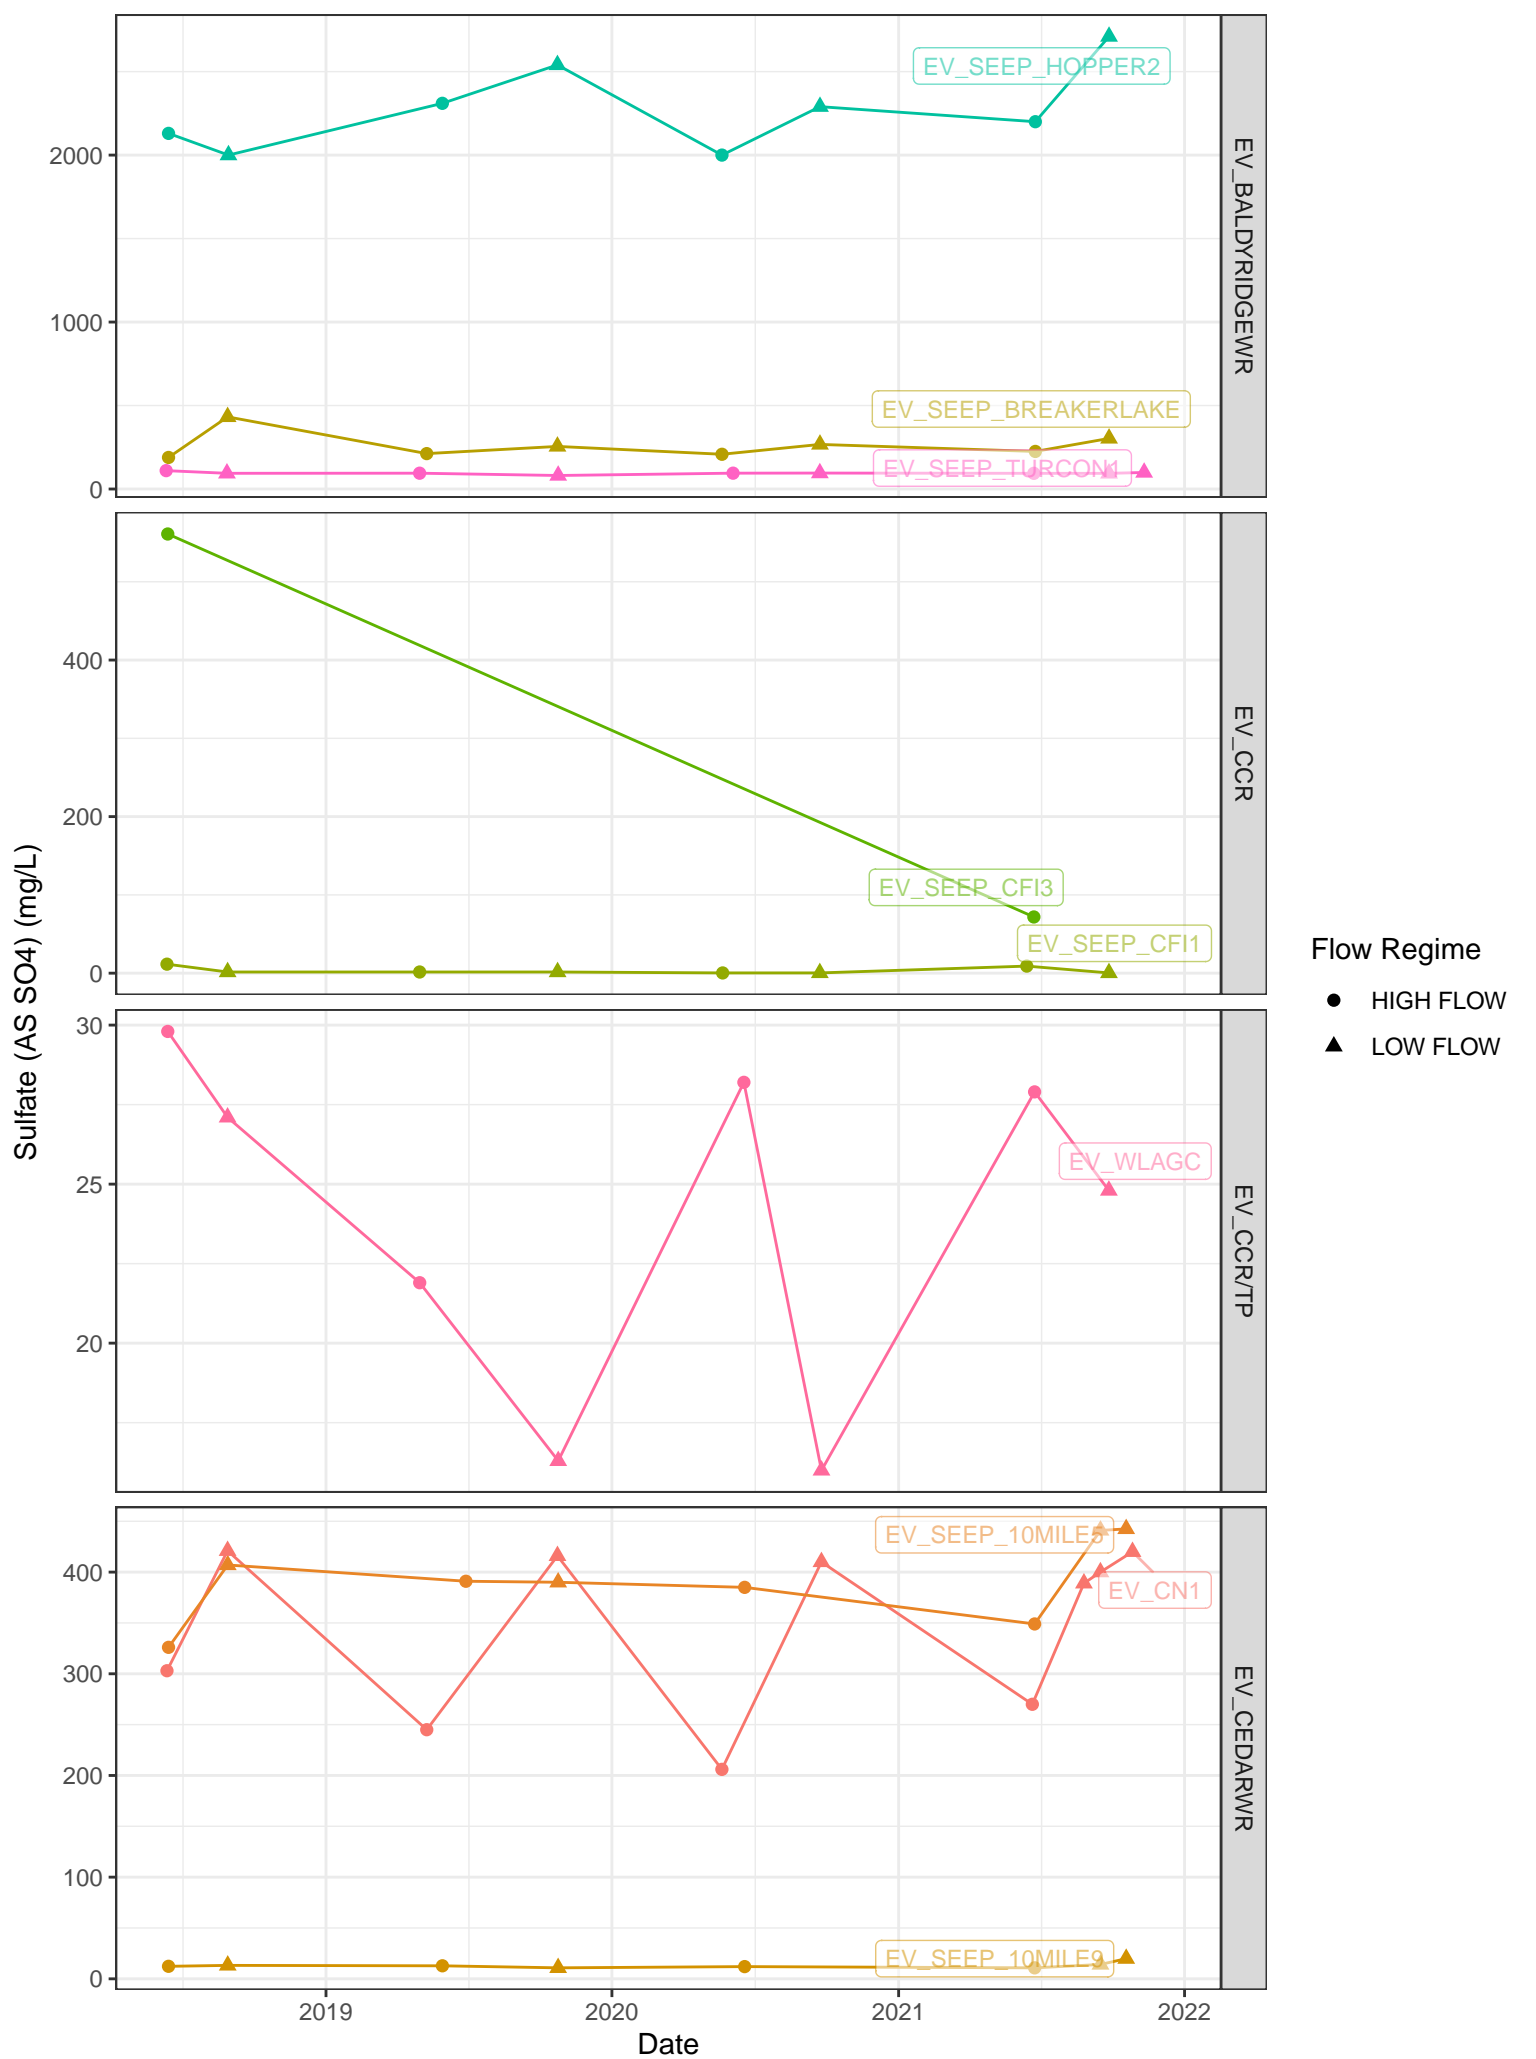 EV_SEEP_HOPPER2
2000
1000
EV_SEEP_BREAKERLAKE
EV_SEEP_TURCON1
0
EV_BALDYRIDGEWR
400
200
EV_SEEP_CFI3
EV_SEEP_CFI1
0
EV_CCR
Sulfate (AS SO4) (mg/L)
30
25
20
EV_WLAGC
EV_CCR/TP
EV_SEEP_10MILE5
400
EV_CN1
300
200
100
EV_SEEP_10MILE9
0
EV_CEDARWR
2019
2020
2021
2022
Date
Flow Regime
HIGH FLOW
LOW FLOW